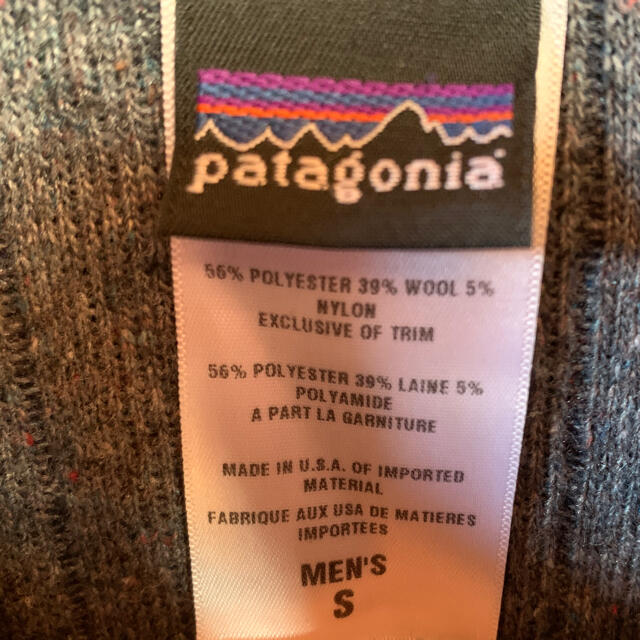 patagonia®
56% POLYESTER 39% WOOL 5%
NYLON
EXCLUSIVE OF TRIM
56% POLYESTER 39% LAINE 5%
POLYAMIDE
A PART LA GARNITURE
MADE IN U.S.A. OF IMPORTED
MATERIAL
FABRIQUE AUX USA DE MATIERES
IMPORTEES
MEN'S
S